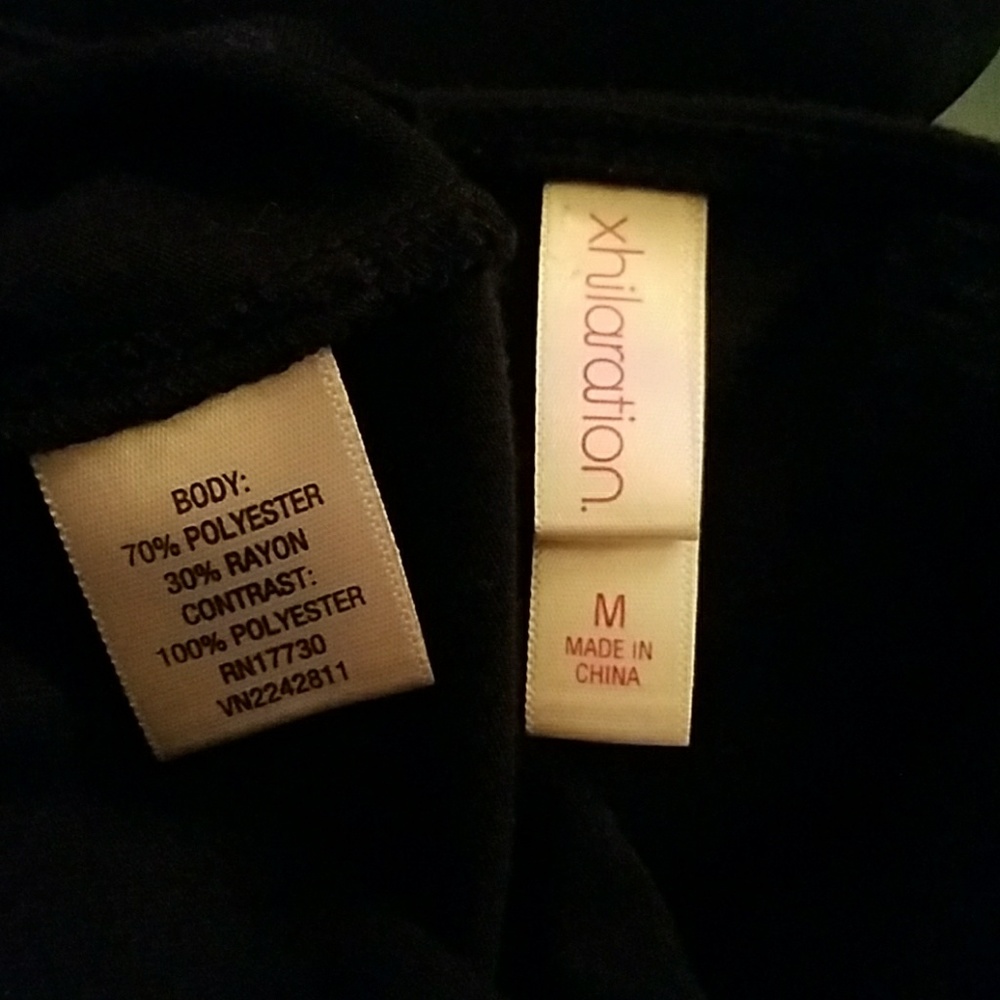 BODY:
70% POLYESTER
30% RAYON
CONTRAST:
100% POLYESTER
RN17730
VN2242811
xhilaration.
M
MADE IN
CHINA